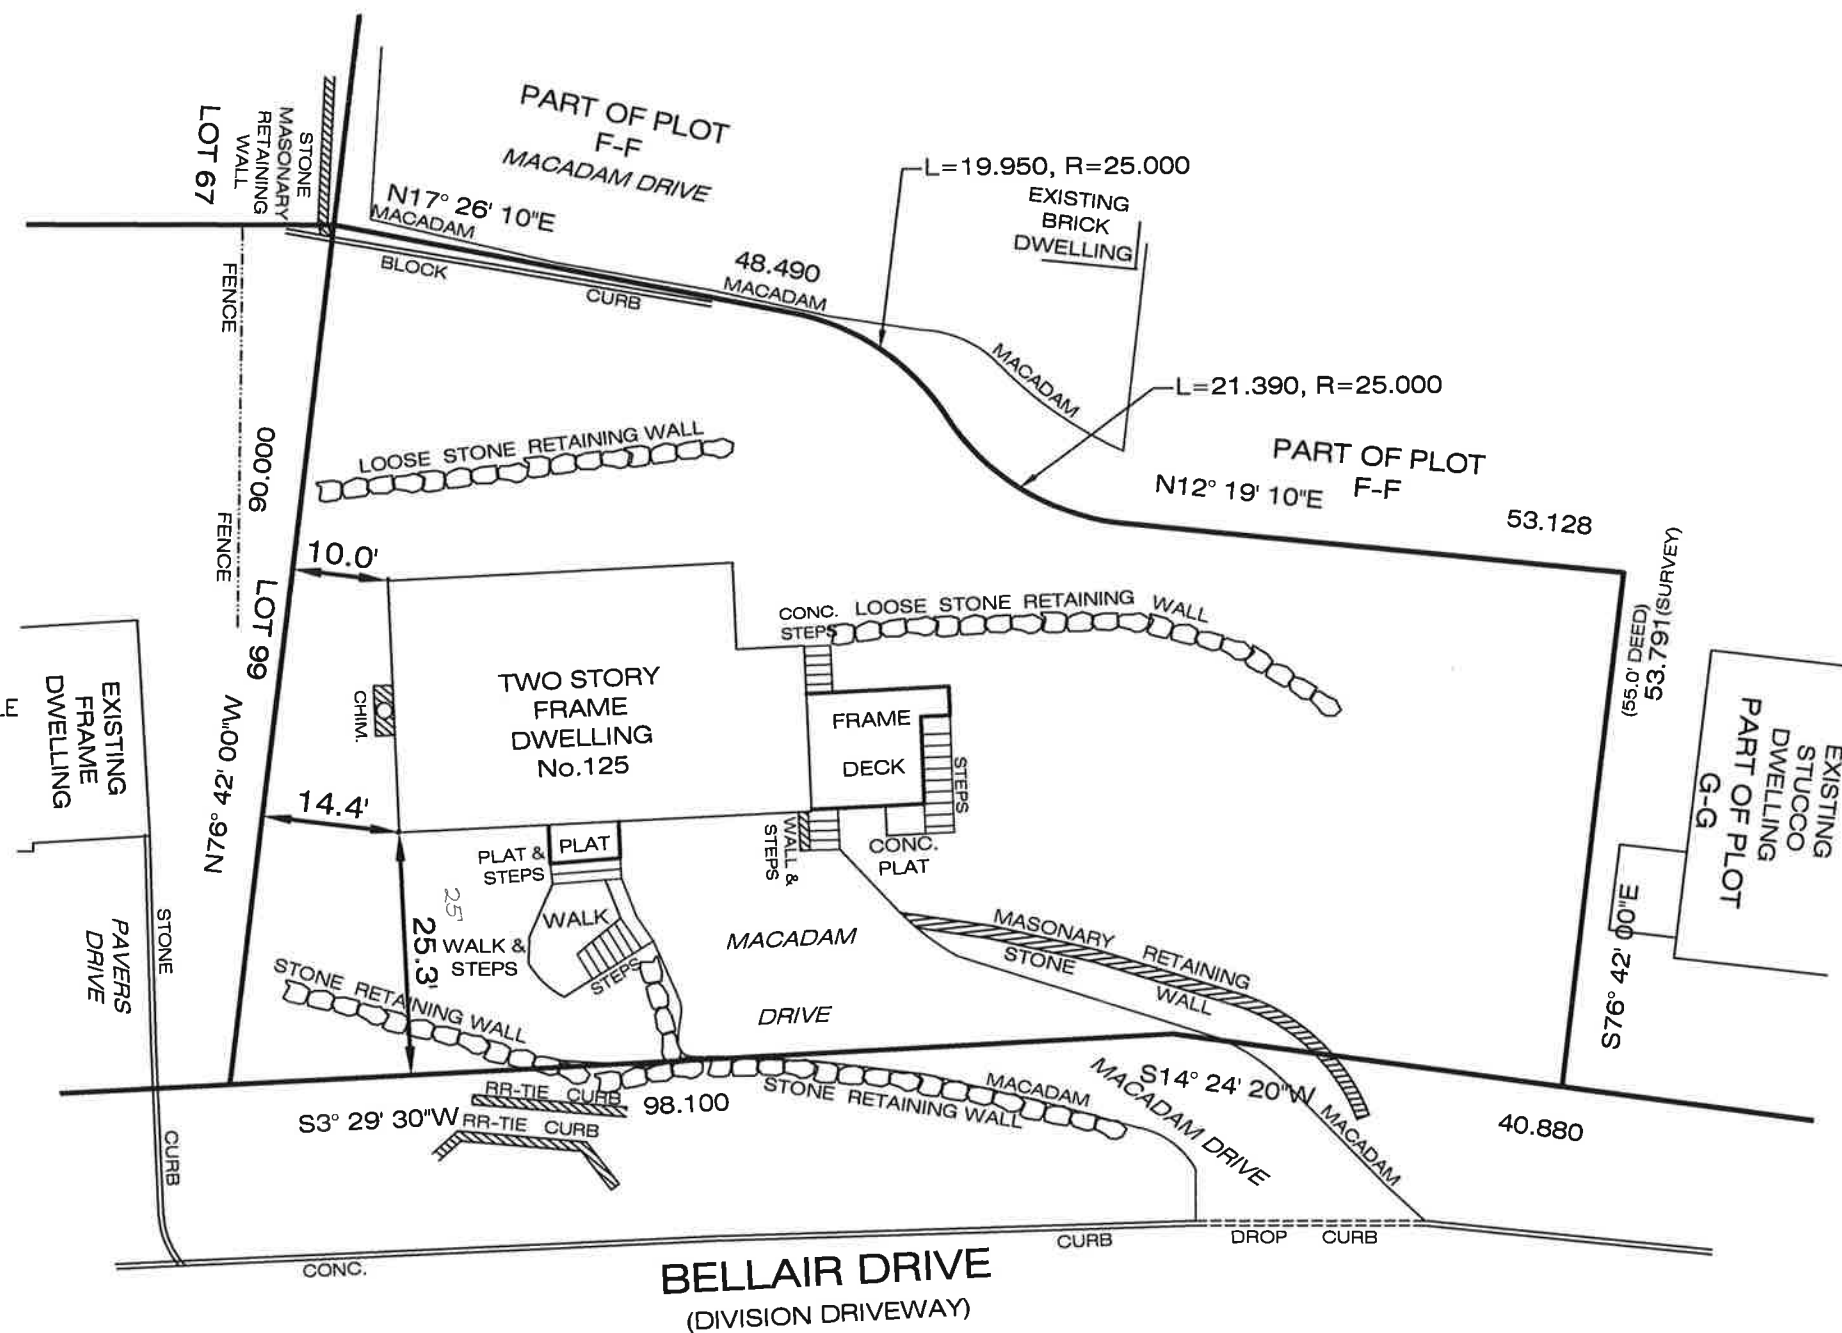 PART OF PLOT
F-F
MACADAM DRIVE
STONE
MASONARY
RETAINING
WALL
LOT 67
N17° 26' 10"E
MACADAM
BLOCK
CURB
48.490
MACADAM
L=19.950, R=25.000
EXISTING
BRICK
DWELLING
MACADAM
L=21.390, R=25.000
PART OF PLOT
F-F
N12° 19' 10"E
53.128
(55.0' DEED)
53.791(SURVEY)
FENCE
FENCE
90.000
LOT 99
N76° 42 00"W
LOOSE STONE RETAINING WALL
10.0'
CONC.
STEPS
LOOSE STONE RETAINING WALL
EXISTING
FRAME
DWELLING
CHIM.
TWO STORY
FRAME
DWELLING
No.125
FRAME
DECK
STEPS
EXISTING
STUCCO
DWELLING
PART OF PLOT
G-G
14.4'
PLAT
PLAT &
STEPS
WALL &
STEPS
CONC.
PLAT
25'
25.3'
WALK
WALK &
STEPS
STEPS
MACADAM
DRIVE
MASONARY RETAINING
STONE WALL
S76° 42' 00"E
PAVERS
DRIVE
STONE
CURB
STONE RETAINING WALL
RR-TIE CURB
S3° 29' 30"W
RR-TIE CURB
98.100
STONE RETAINING WALL
MACADAM
MACADAM DRIVE
S14° 24' 20"W
MACADAM
40.880
CONC.
CURB
DROP CURB
BELLAIR DRIVE
(DIVISION DRIVEWAY)